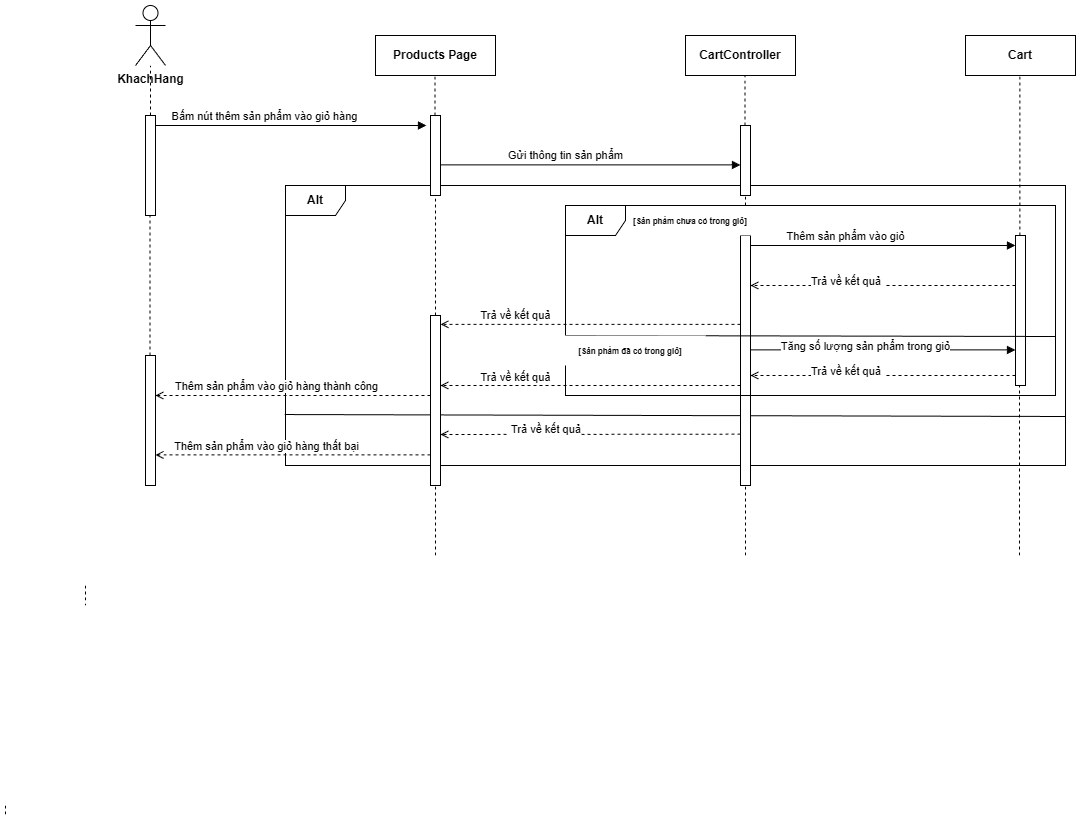 KhachHang
Products Page
CartController
Cart
Bấm nút thêm sản phẩm vào giỏ hàng
Gửi thông tin sản phẩm
Alt
Alt
[Sản phẩm chưa có trong giỏ]
Thêm sản phẩm vào giỏ
Trả về kết quả
Trả về kết quả
[Sản phẩm đã có trong giỏ]
Tăng số lượng sản phẩm trong giỏ
Trả về kết quả
Trả về kết quả
Thêm sản phẩm vào giỏ hàng thành công
Trả về kết quả
Thêm sản phẩm vào giỏ hàng thất bại